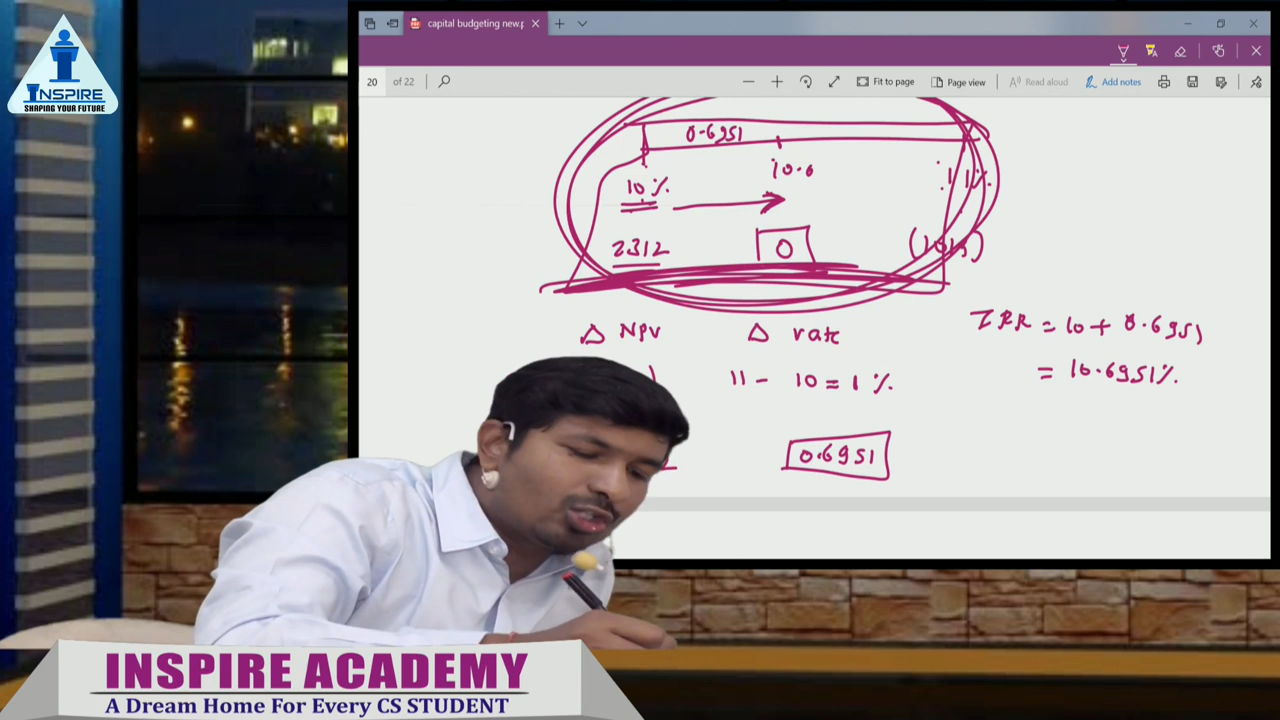 INSPIRE
SHAPING YOUR FUTURE
capital budgeting new.p
20 of 22
Fit to page
Page view
Read aloud
Add notes
0.6951
10%
10.6
11%
2312
0
Δ NPV
Δ rate
IRR = 10 + 0.6951
= 10.6951%
11 - 10 = 1%
0.6951
INSPIRE ACADEMY
A Dream Home For Every CS STUDENT